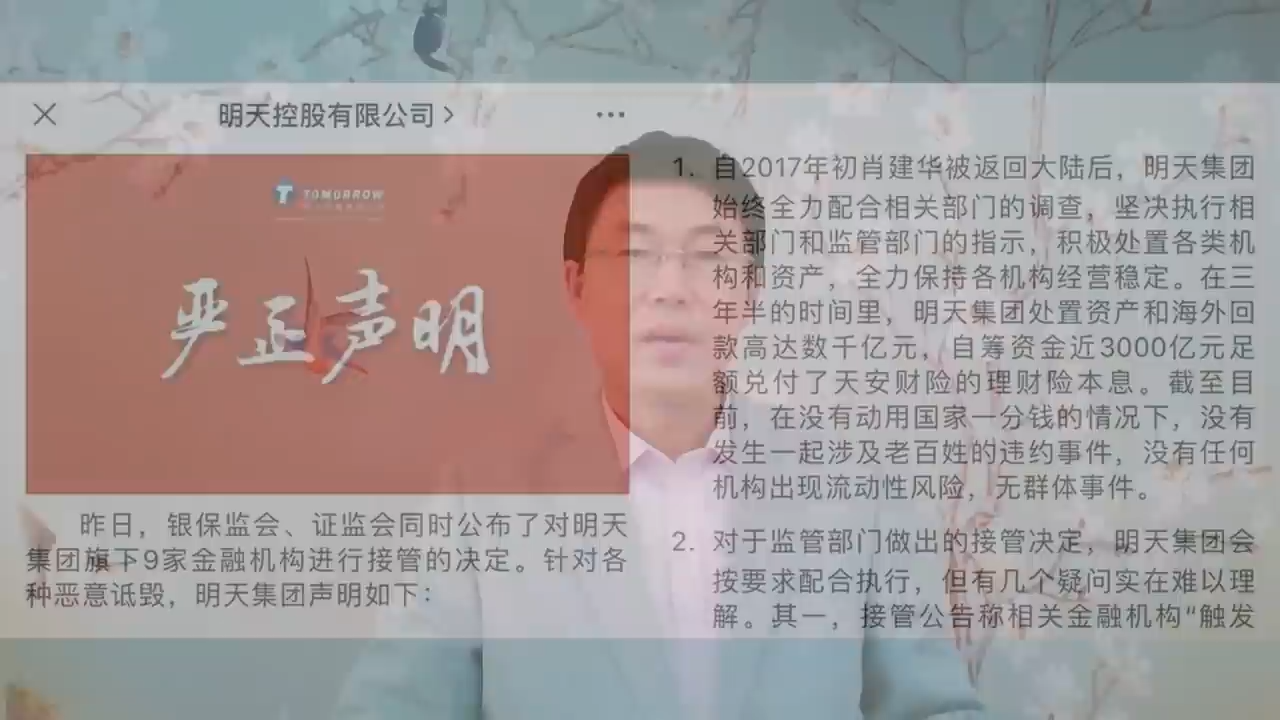 明天控股有限公司
TOMORROW
严正声明
昨日，银保监会、证监会同时公布了对明天
集团旗下9家金融机构进行接管的决定。针对各
种恶意诋毁，明天集团声明如下：
1. 自2017年初肖建华被返回大陆后，明天集团
始终全力配合相关部门的调查，坚决执行相
关部门和监管部门的指示，积极处置各类机
构和资产，全力保持各机构经营稳定。在三
年半的时间里，明天集团处置资产和海外回
款高达数千亿元，自筹资金近3000亿元足
额兑付了天安财险的理财险本息。截至目
前，在没有动用国家一分钱的情况下，没有
发生一起涉及老百姓的违约事件，没有任何
机构出现流动性风险，无群体事件。
2. 对于监管部门做出的接管决定，明天集团会
按要求配合执行，但有几个疑问实在难以理
解。其一，接管公告称相关金融机构“触发